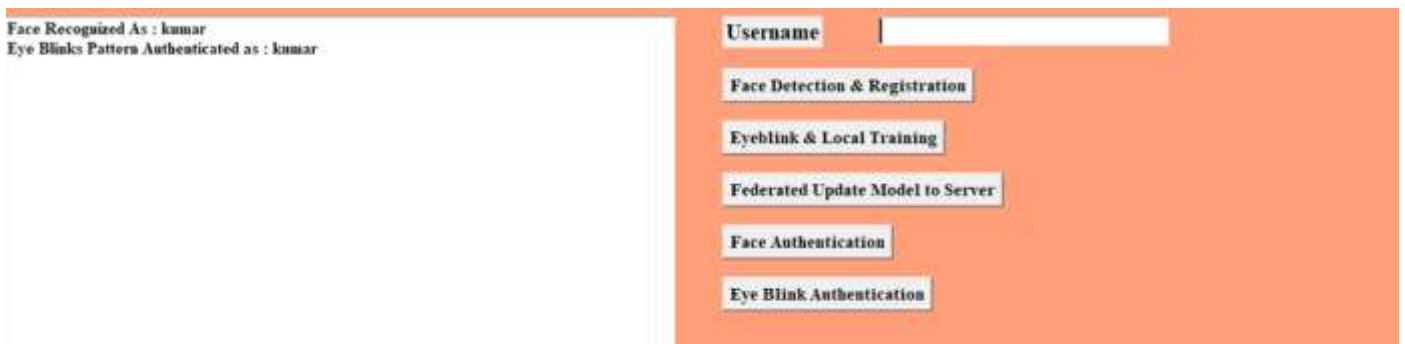 Face Recognized As : kumar
Eye Blinks Pattern Authenticated as : kumar
Username
Face Detection & Registration
Eyeblink & Local Training
Federated Update Model to Server
Face Authentication
Eye Blink Authentication